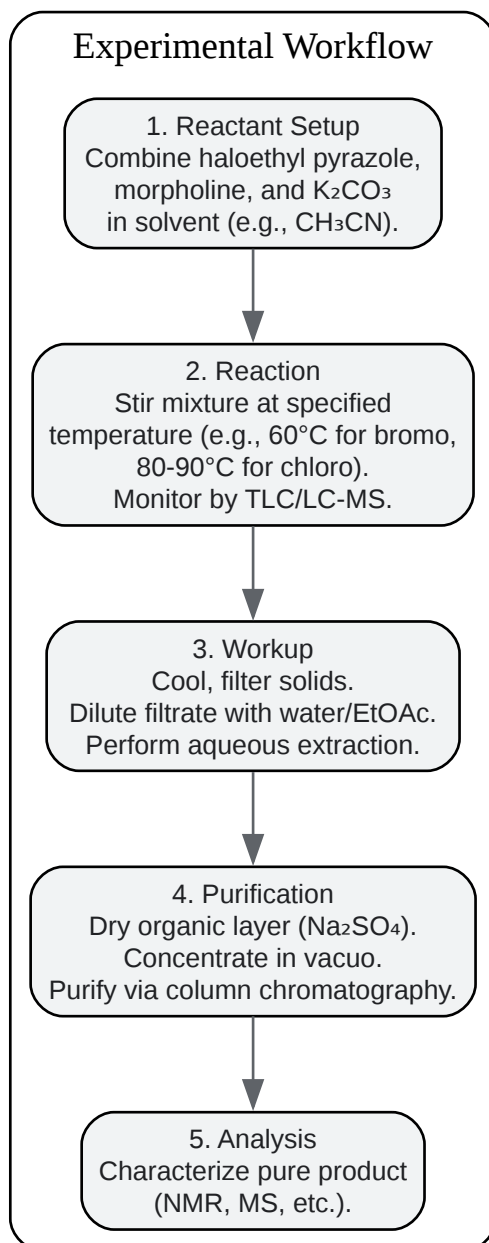 Experimental Workflow
1. Reactant Setup
Combine haloethyl pyrazole,
morpholine, and K₂CO₃
in solvent (e.g., CH₃CN).
2. Reaction
Stir mixture at specified
temperature (e.g., 60°C for bromo,
80-90°C for chloro).
Monitor by TLC/LC-MS.
3. Workup
Cool, filter solids.
Dilute filtrate with water/EtOAc.
Perform aqueous extraction.
4. Purification
Dry organic layer (Na₂SO₄).
Concentrate in vacuo.
Purify via column chromatography.
5. Analysis
Characterize pure product
(NMR, MS, etc.).